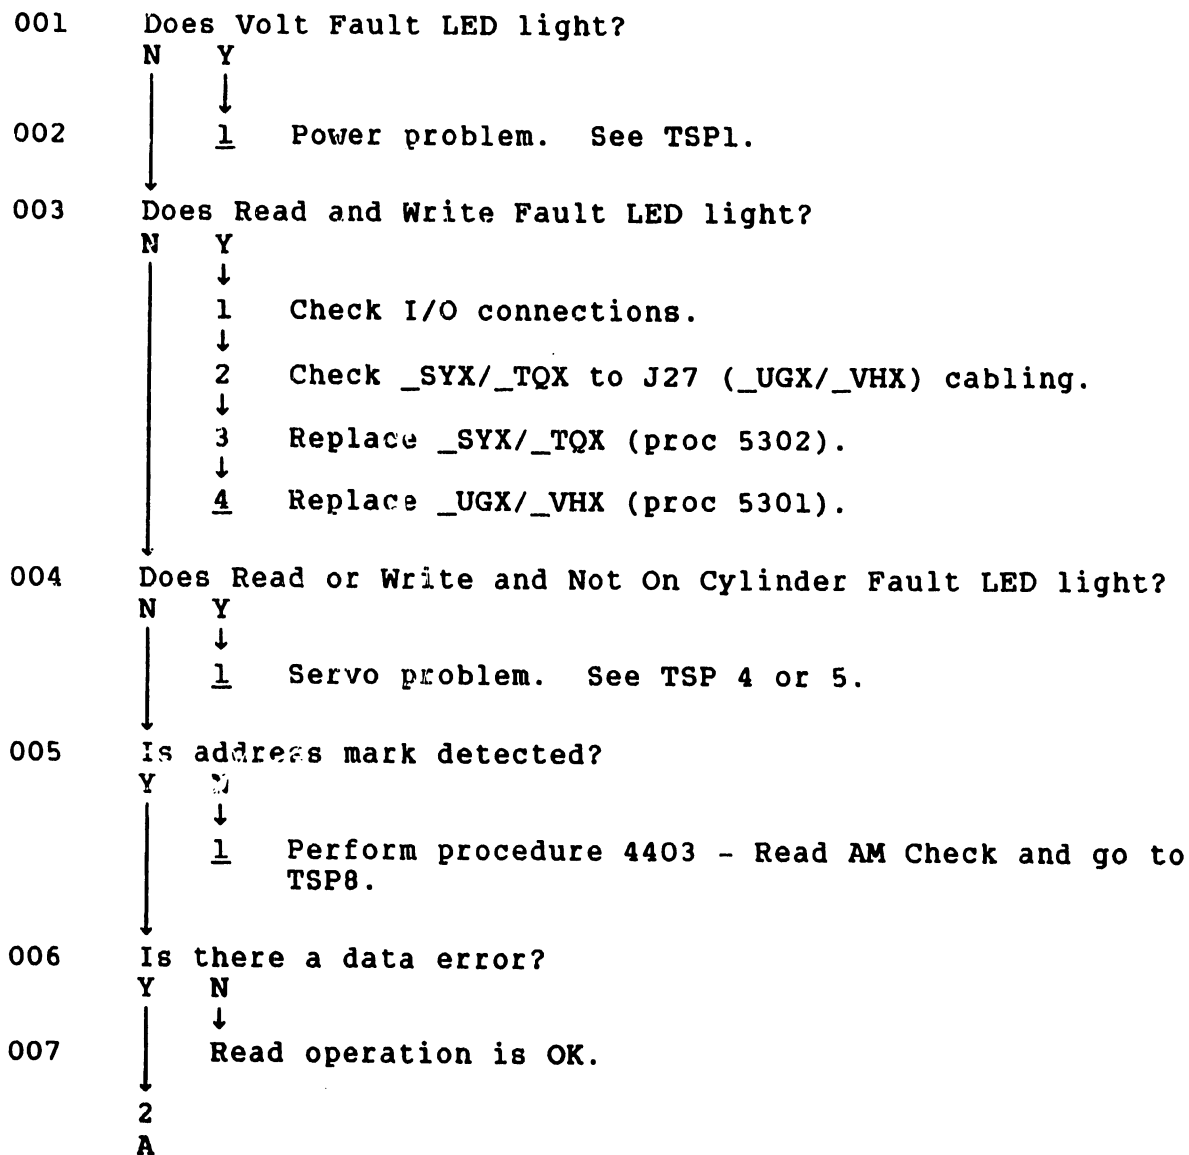 001 Does Volt Fault LED light?
N Y
002 1 Power problem. See TSP1.
003 Does Read and Write Fault LED light?
N Y
1 Check I/O connections.
2 Check _SYX/_TQX to J27 (_UGX/_VHX) cabling.
3 Replace _SYX/_TQX (proc 5302).
4 Replace _UGX/_VHX (proc 5301).
004 Does Read or Write and Not On Cylinder Fault LED light?
N Y
1 Servo problem. See TSP 4 or 5.
005 Is address mark detected?
Y
1 Perform procedure 4403 - Read AM Check and go to
TSP8.
006 Is there a data error?
Y N
007 Read operation is OK.
2
A